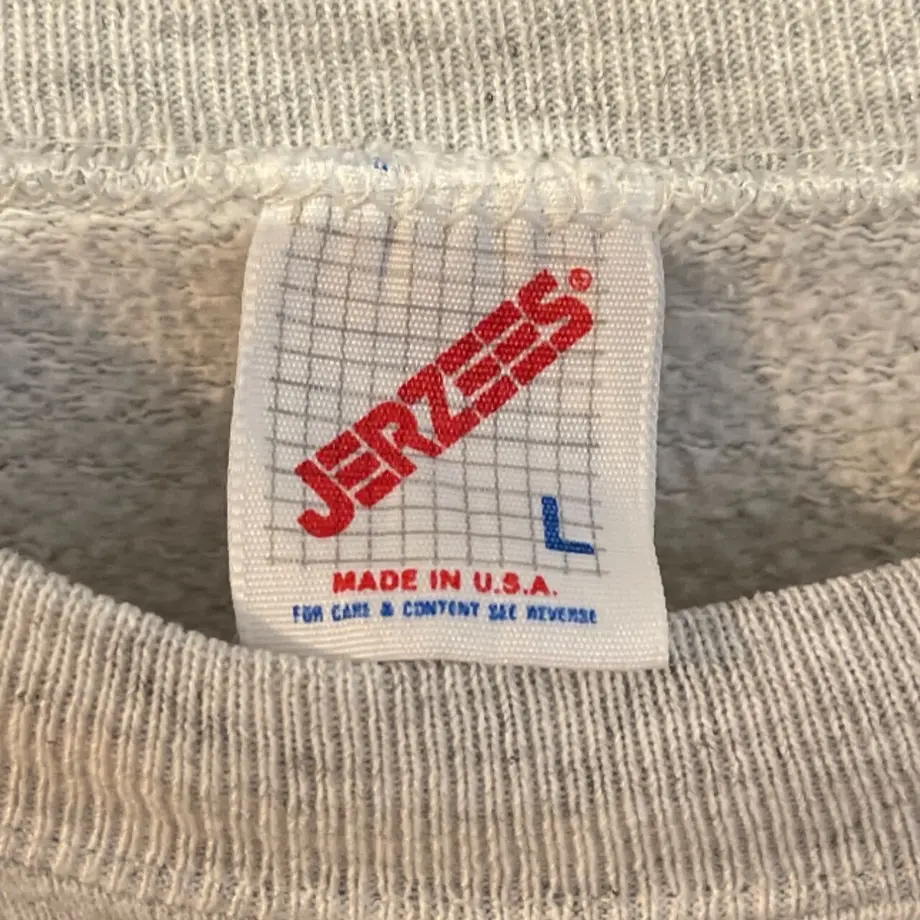 JERZEES®
L
MADE IN U.S.A.
FOR CARE & CONTENT SEE REVERSE